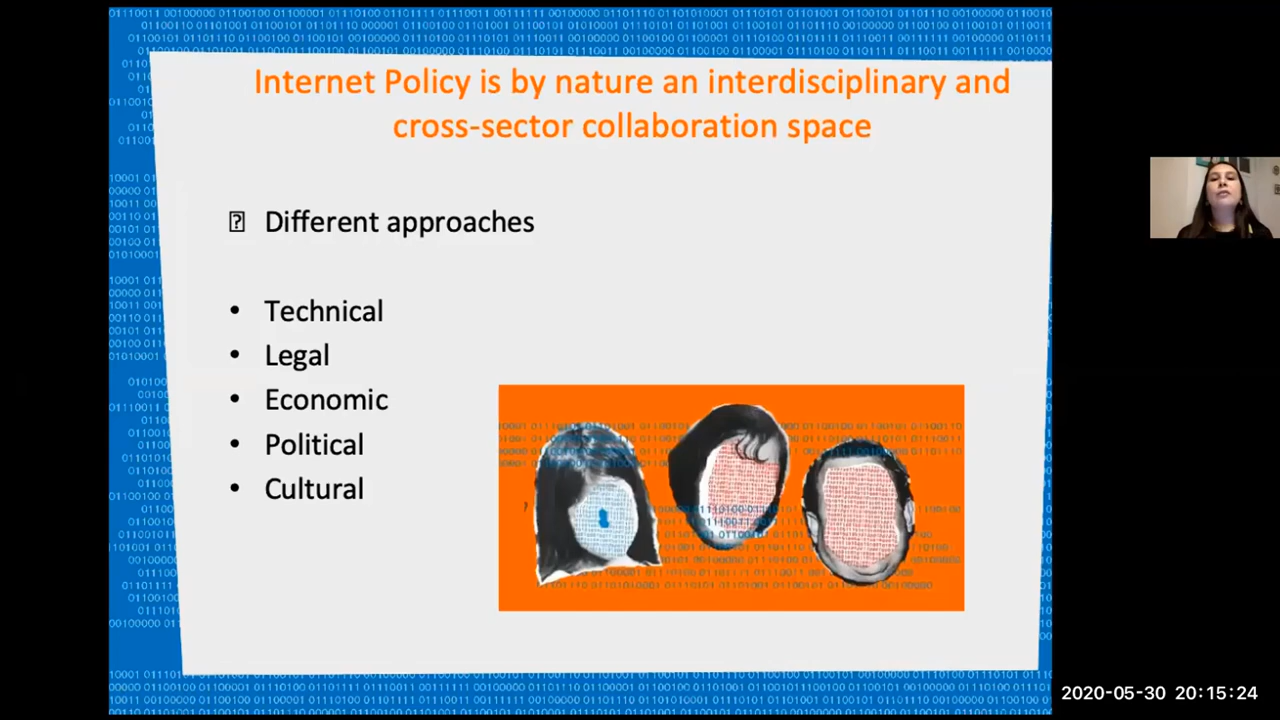 Internet Policy is by nature an interdisciplinary and
cross-sector collaboration space
Different approaches
• Technical
• Legal
• Economic
• Political
• Cultural
2020-05-30 20:15:24